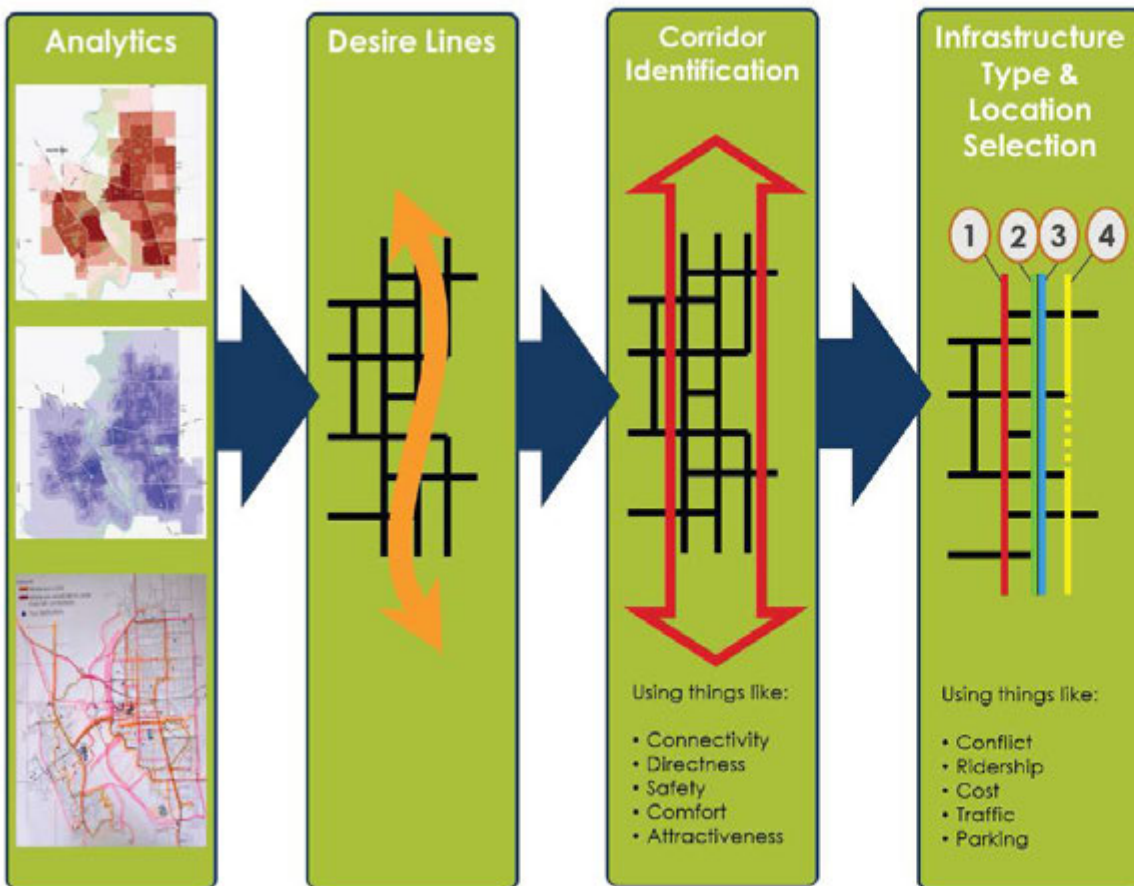 Analytics
Desire Lines
Corridor
Identification
Using things like:
• Connectivity
• Directness
• Safety
• Comfort
• Attractiveness
Infrastructure
Type &
Location
Selection
1 2 3 4
Using things like:
• Conflict
• Ridership
• Cost
• Traffic
• Parking